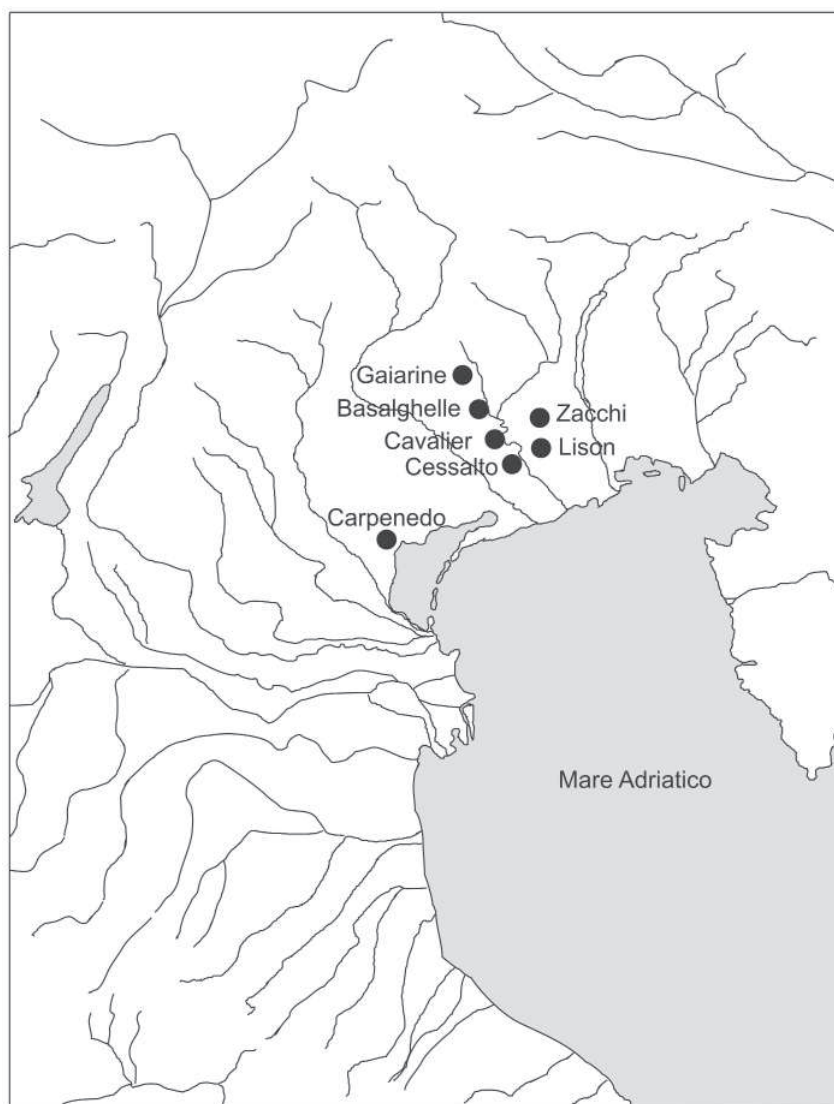 Gaiarine
Basalghelle
Zacchi
Cavalier
Lison
Cessalto
Carpenedo
Mare Adriatico